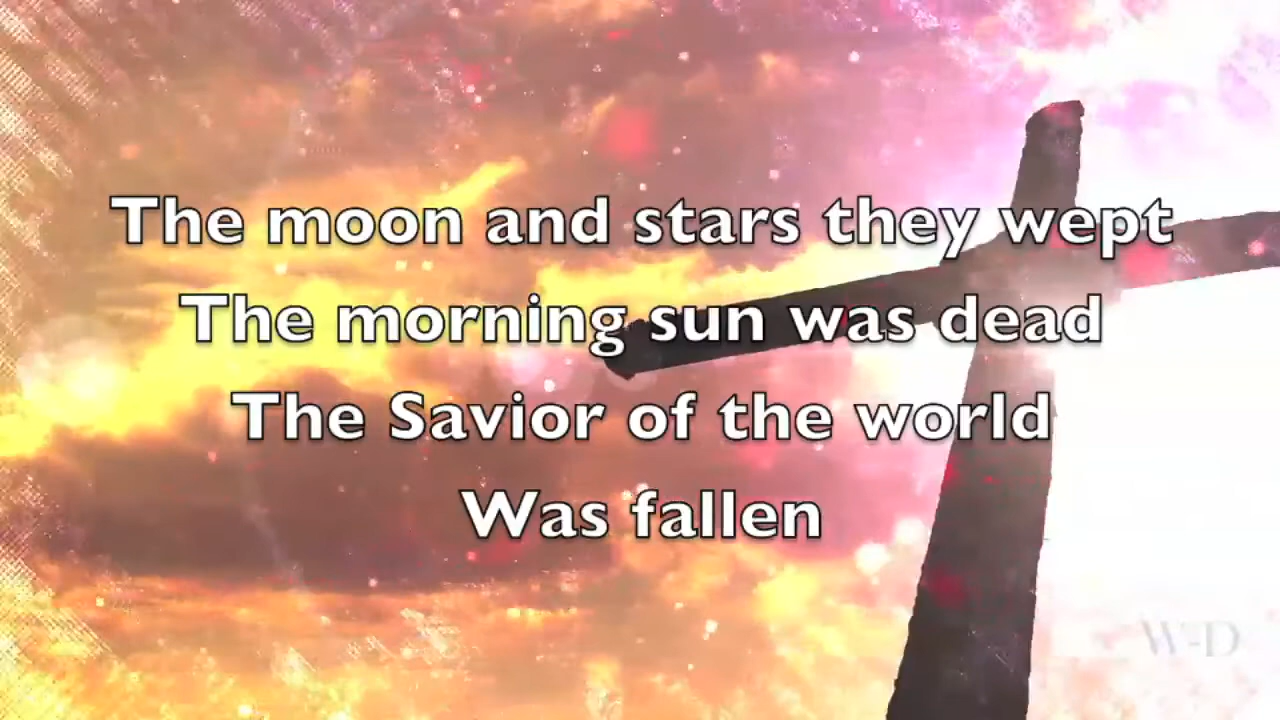 The moon and stars they wept
The morning sun was dead
The Savior of the world
Was fallen
W-D